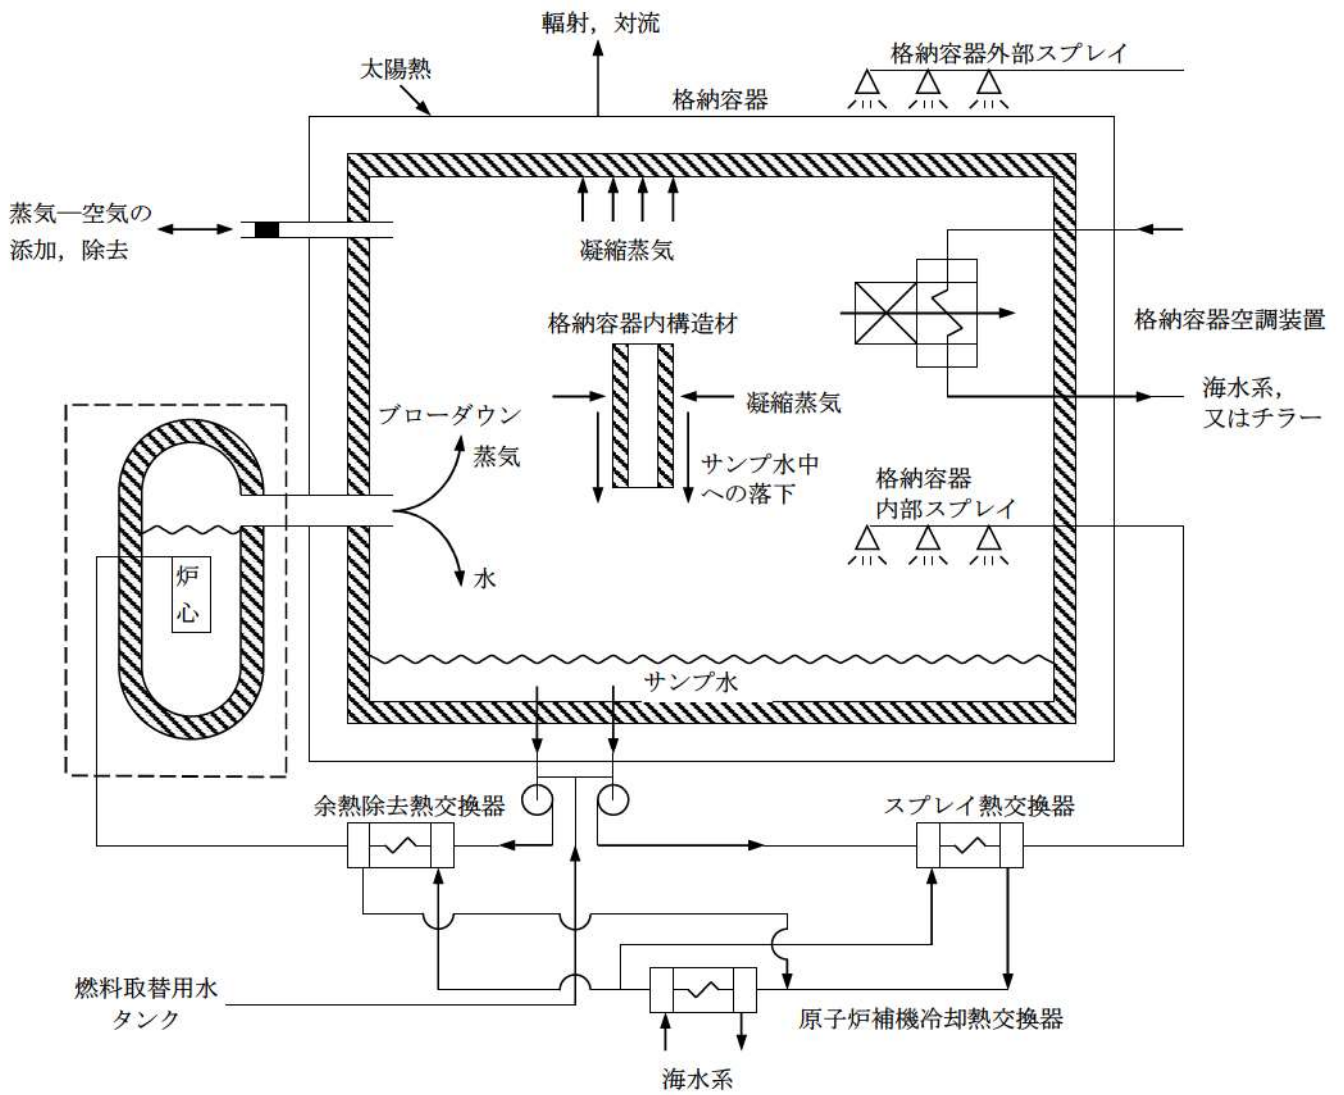 輻射，対流
格納容器外部スプレイ
太陽熱
格納容器
蒸気―空気の
添加，除去
凝縮蒸気
格納容器内構造材
格納容器空調装置
海水系，
又はチラー
凝縮蒸気
ブローダウン
蒸気
サンプ水中
への落下
格納容器
内部スプレイ
炉
心
水
サンプ水
余熱除去熱交換器
スプレイ熱交換器
燃料取替用水
タンク
原子炉補機冷却熱交換器
海水系